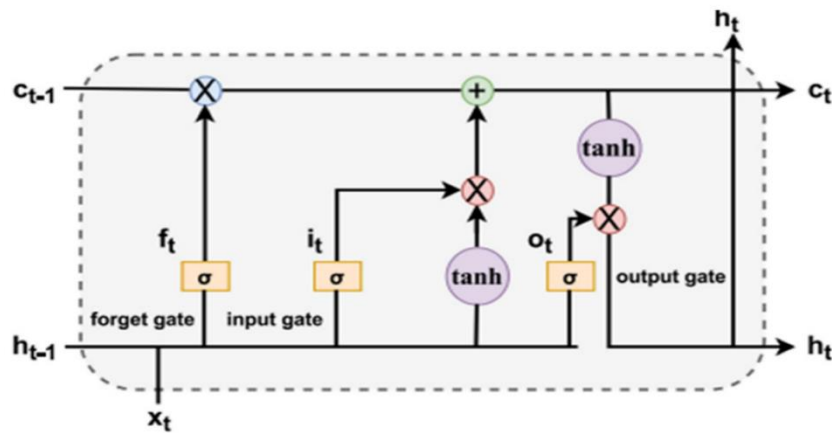 h_t
c_{t-1}
X
+
c_t
tanh
X
X
f_t
i_t
o_t
σ
σ
tanh
σ
output gate
forget gate
input gate
h_{t-1}
h_t
x_t